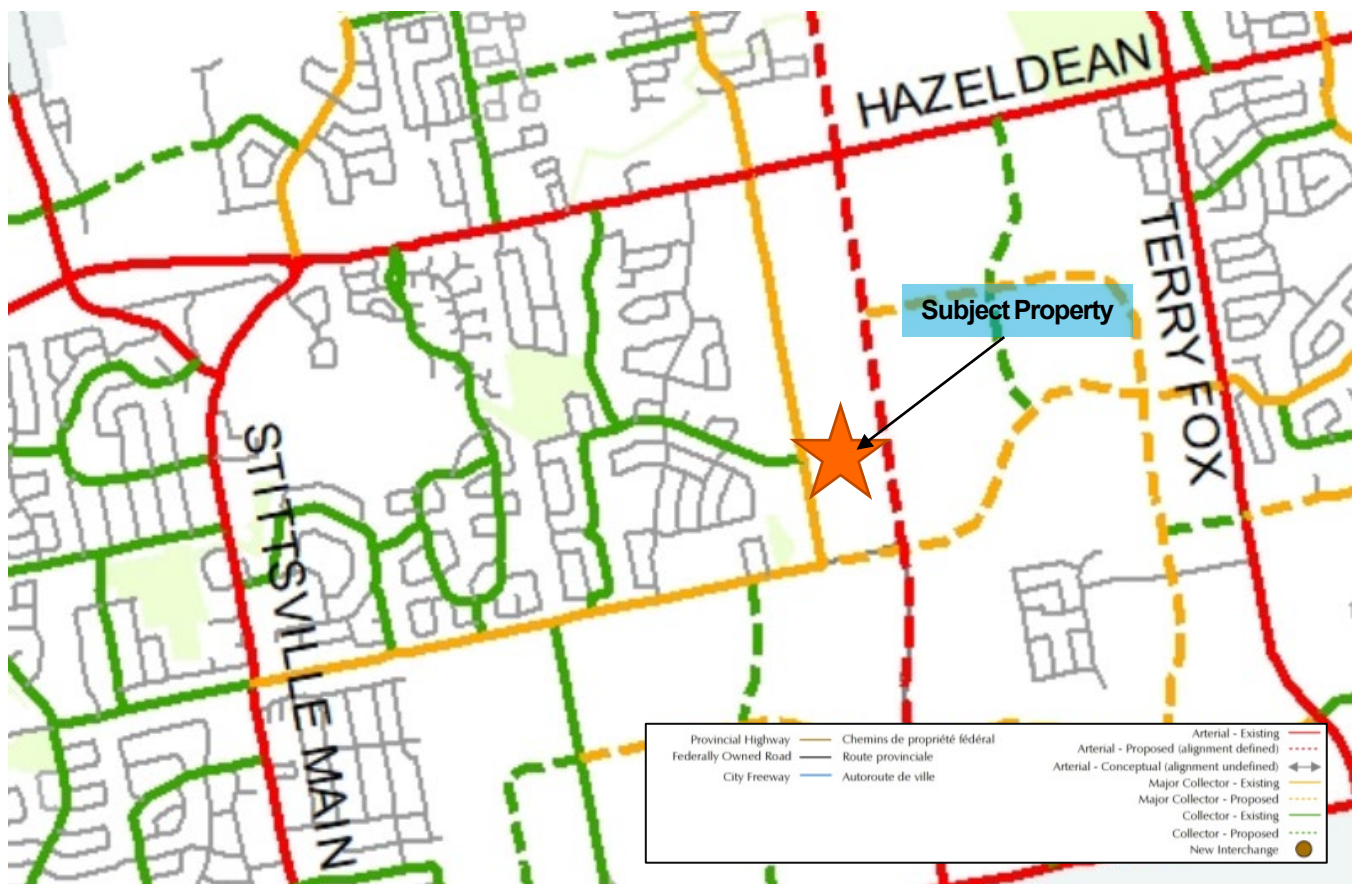 HAZELDEAN
TERRY FOX
Subject Property
STITTSVILLE MAIN
Provincial Highway
Chemins de propriété fédéral
Federally Owned Road
Route provinciale
City Freeway
Autoroute de ville
Arterial - Existing
Arterial - Proposed (alignment defined)
Arterial - Conceptual (alignment undefined)
Major Collector - Existing
Major Collector - Proposed
Collector - Existing
Collector - Proposed
New Interchange